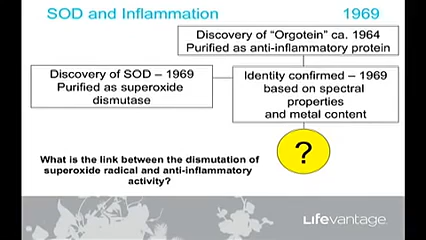 SOD and Inflammation 1969
Discovery of "Orgotein" ca. 1964
Purified as anti-inflammatory protein
Discovery of SOD – 1969
Purified as superoxide
dismutase
Identity confirmed – 1969
based on spectral
properties
and metal content
?
What is the link between the dismutation of
superoxide radical and anti-inflammatory
activity?
Lifevantage